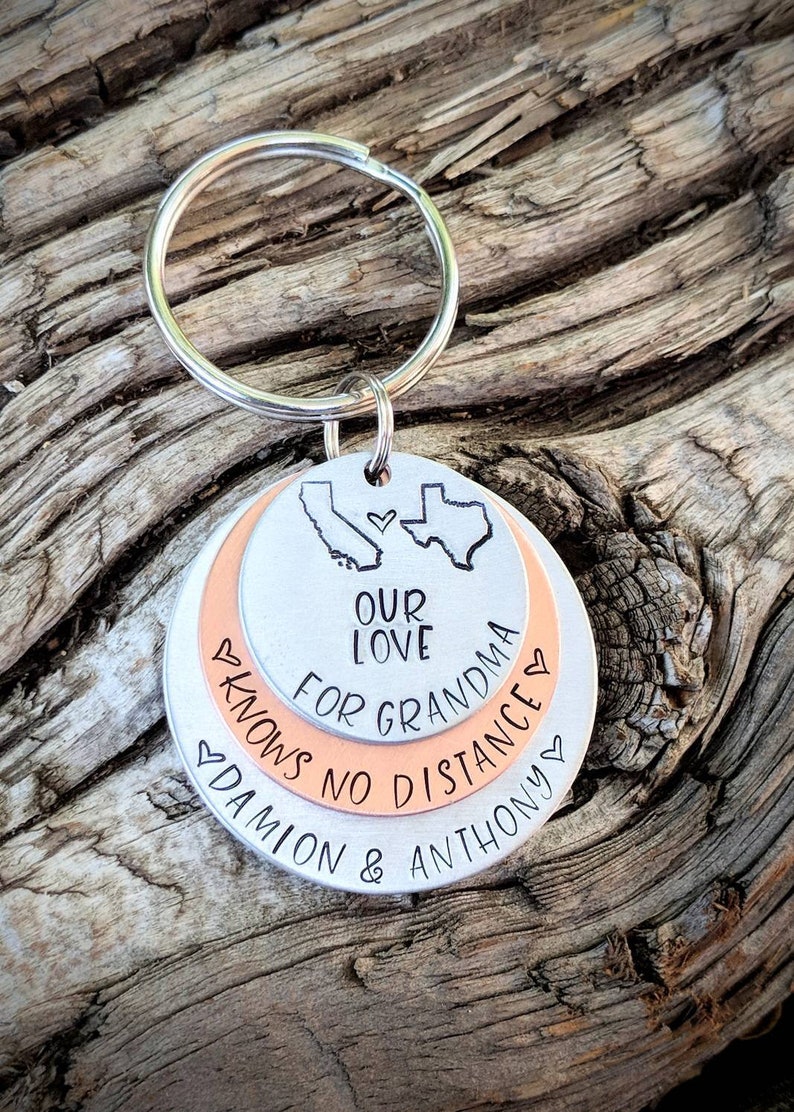 OUR
LOVE
FOR GRANDMA
KNOWS NO DISTANCE
DAMION & ANTHONY